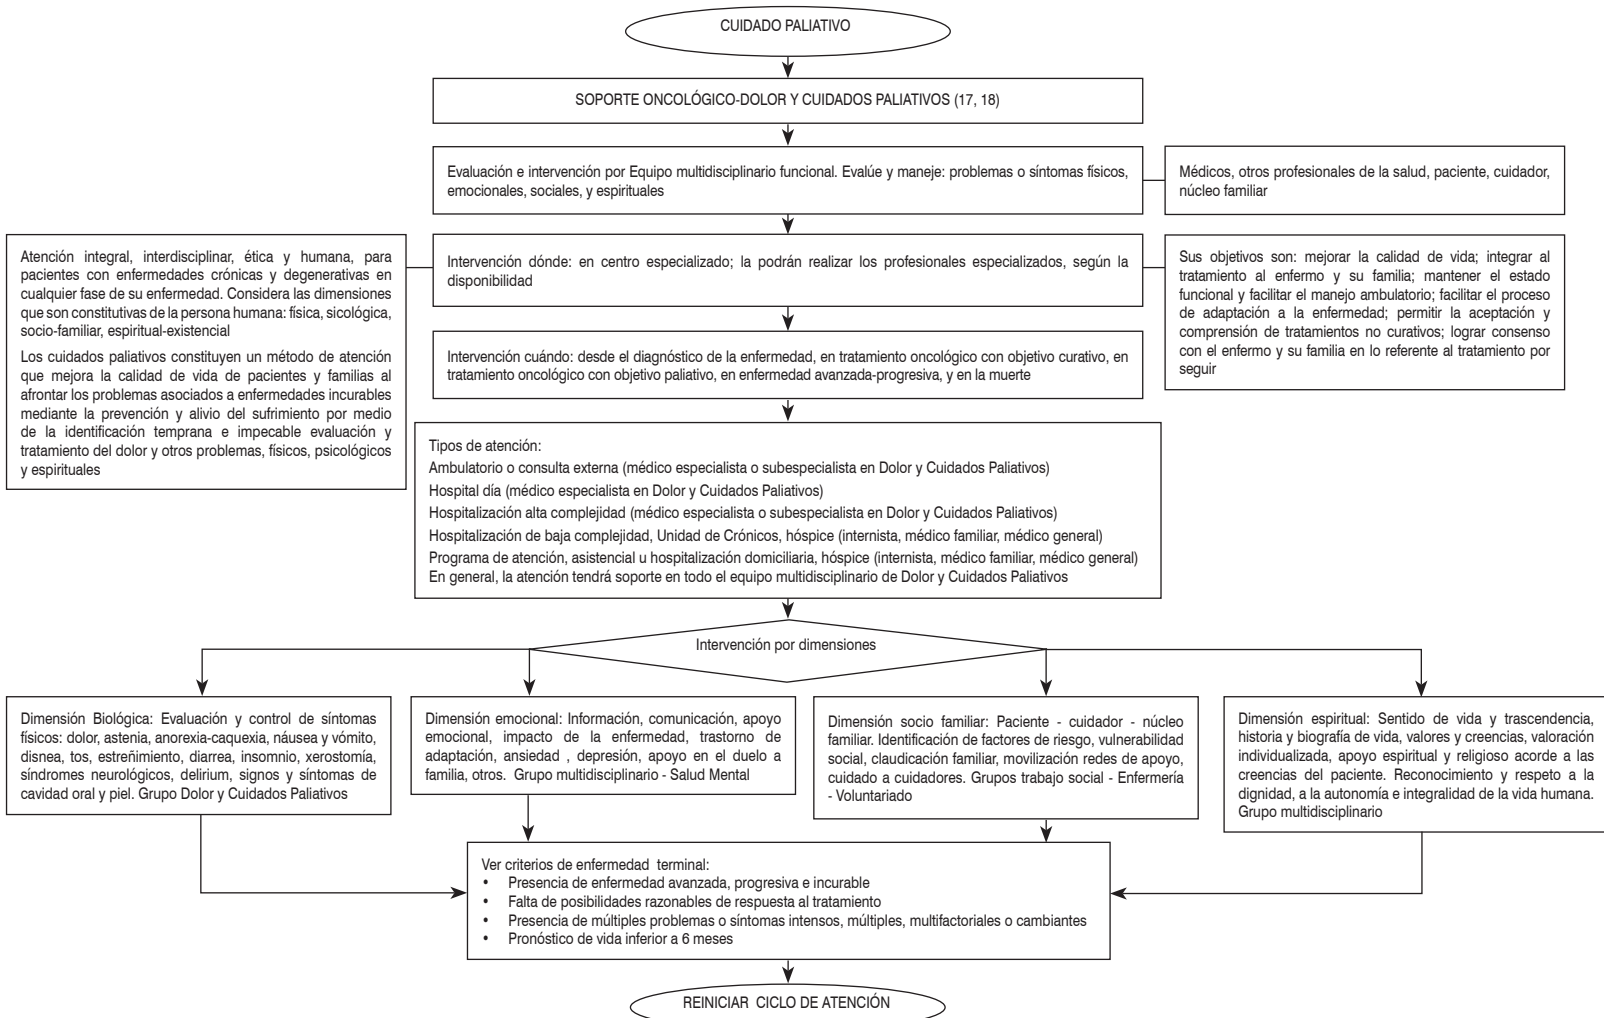 CUIDADO PALIATIVO
SOPORTE ONCOLÓGICO-DOLOR Y CUIDADOS PALIATIVOS (17, 18)
Evaluación e intervención por Equipo multidisciplinario funcional. Evalúe y maneje: problemas o síntomas físicos,
emocionales, sociales, y espirituales
Médicos, otros profesionales de la salud, paciente, cuidador,
núcleo familiar
Atención integral, interdisciplinar, ética y humana, para
pacientes con enfermedades crónicas y degenerativas en
cualquier fase de su enfermedad. Considera las dimensiones
que son constitutivas de la persona humana: física, sicológica,
socio-familiar, espiritual-existencial
Los cuidados paliativos constituyen un método de atención
que mejora la calidad de vida de pacientes y familias al
afrontar los problemas asociados a enfermedades incurables
mediante la prevención y alivio del sufrimiento por medio
de la identificación temprana e impecable evaluación y
tratamiento del dolor y otros problemas, físicos, psicológicos
y espirituales
Intervención dónde: en centro especializado; la podrán realizar los profesionales especializados, según la
disponibilidad
Sus objetivos son: mejorar la calidad de vida; integrar al
tratamiento al enfermo y su familia; mantener el estado
funcional y facilitar el manejo ambulatorio; facilitar el proceso
de adaptación a la enfermedad; permitir la aceptación y
comprensión de tratamientos no curativos; lograr consenso
con el enfermo y su familia en lo referente al tratamiento por
seguir
Intervención cuándo: desde el diagnóstico de la enfermedad, en tratamiento oncológico con objetivo curativo, en
tratamiento oncológico con objetivo paliativo, en enfermedad avanzada-progresiva, y en la muerte
Tipos de atención:
Ambulatorio o consulta externa (médico especialista o subespecialista en Dolor y Cuidados Paliativos)
Hospital día (médico especialista en Dolor y Cuidados Paliativos)
Hospitalización alta complejidad (médico especialista o subespecialista en Dolor y Cuidados Paliativos)
Hospitalización de baja complejidad, Unidad de Crónicos, hóspice (internista, médico familiar, médico general)
Programa de atención, asistencial u hospitalización domiciliaria, hóspice (internista, médico familiar, médico general)
En general, la atención tendrá soporte en todo el equipo multidisciplinario de Dolor y Cuidados Paliativos
Intervención por dimensiones
Dimensión Biológica: Evaluación y control de síntomas
físicos: dolor, astenia, anorexia-caquexia, náusea y vómito,
disnea, tos, estreñimiento, diarrea, insomnio, xerostomía,
síndromes neurológicos, delirium, signos y síntomas de
cavidad oral y piel. Grupo Dolor y Cuidados Paliativos
Dimensión emocional: Información, comunicación, apoyo
emocional, impacto de la enfermedad, trastorno de
adaptación, ansiedad , depresión, apoyo en el duelo a
familia, otros. Grupo multidisciplinario - Salud Mental
Dimensión socio familiar: Paciente - cuidador - núcleo
familiar. Identificación de factores de riesgo, vulnerabilidad
social, claudicación familiar, movilización redes de apoyo,
cuidado a cuidadores. Grupos trabajo social - Enfermería
- Voluntariado
Dimensión espiritual: Sentido de vida y trascendencia,
historia y biografía de vida, valores y creencias, valoración
individualizada, apoyo espiritual y religioso acorde a las
creencias del paciente. Reconocimiento y respeto a la
dignidad, a la autonomía e integralidad de la vida humana.
Grupo multidisciplinario
Ver criterios de enfermedad terminal:
• Presencia de enfermedad avanzada, progresiva e incurable
• Falta de posibilidades razonables de respuesta al tratamiento
• Presencia de múltiples problemas o síntomas intensos, múltiples, multifactoriales o cambiantes
• Pronóstico de vida inferior a 6 meses
REINICIAR CICLO DE ATENCIÓN